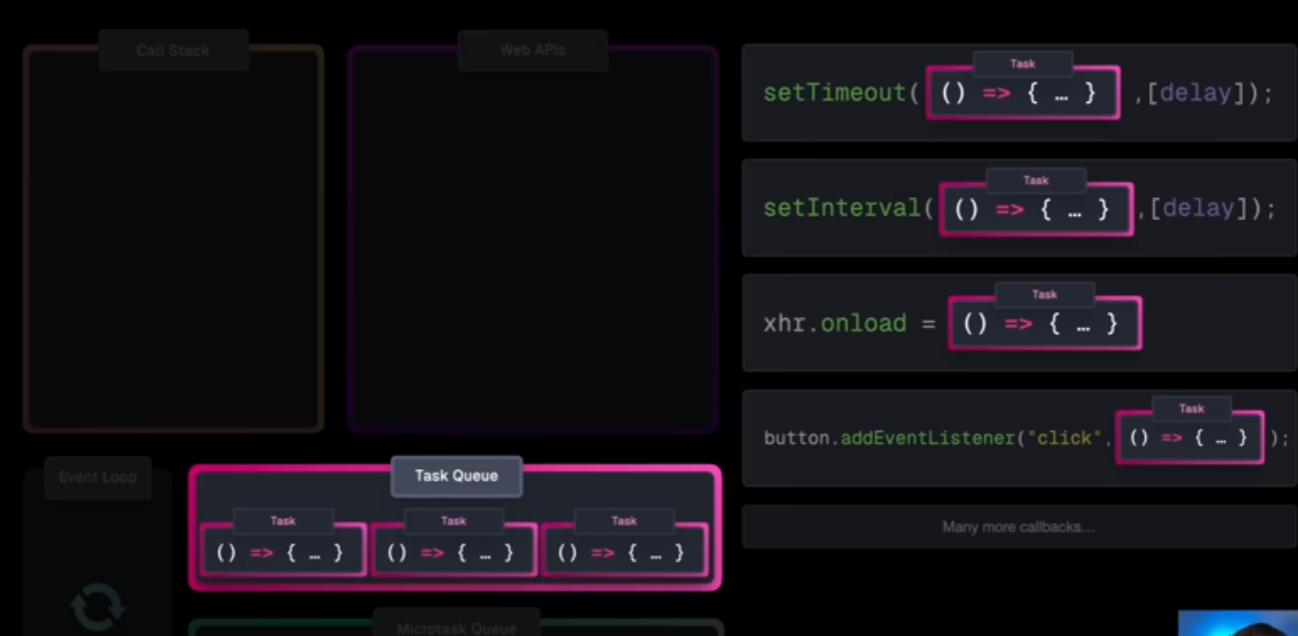 Call Stack
Web APIs
Task
setTimeout( () => { … } ,[delay]);
Task
setInterval( () => { … } ,[delay]);
Task
xhr.onload = () => { … }
Task
button.addEventListener("click", () => { … } );
Many more callbacks…
Event Loop
Task Queue
Task Task Task
() => { … } () => { … } () => { … }
Microtask Queue